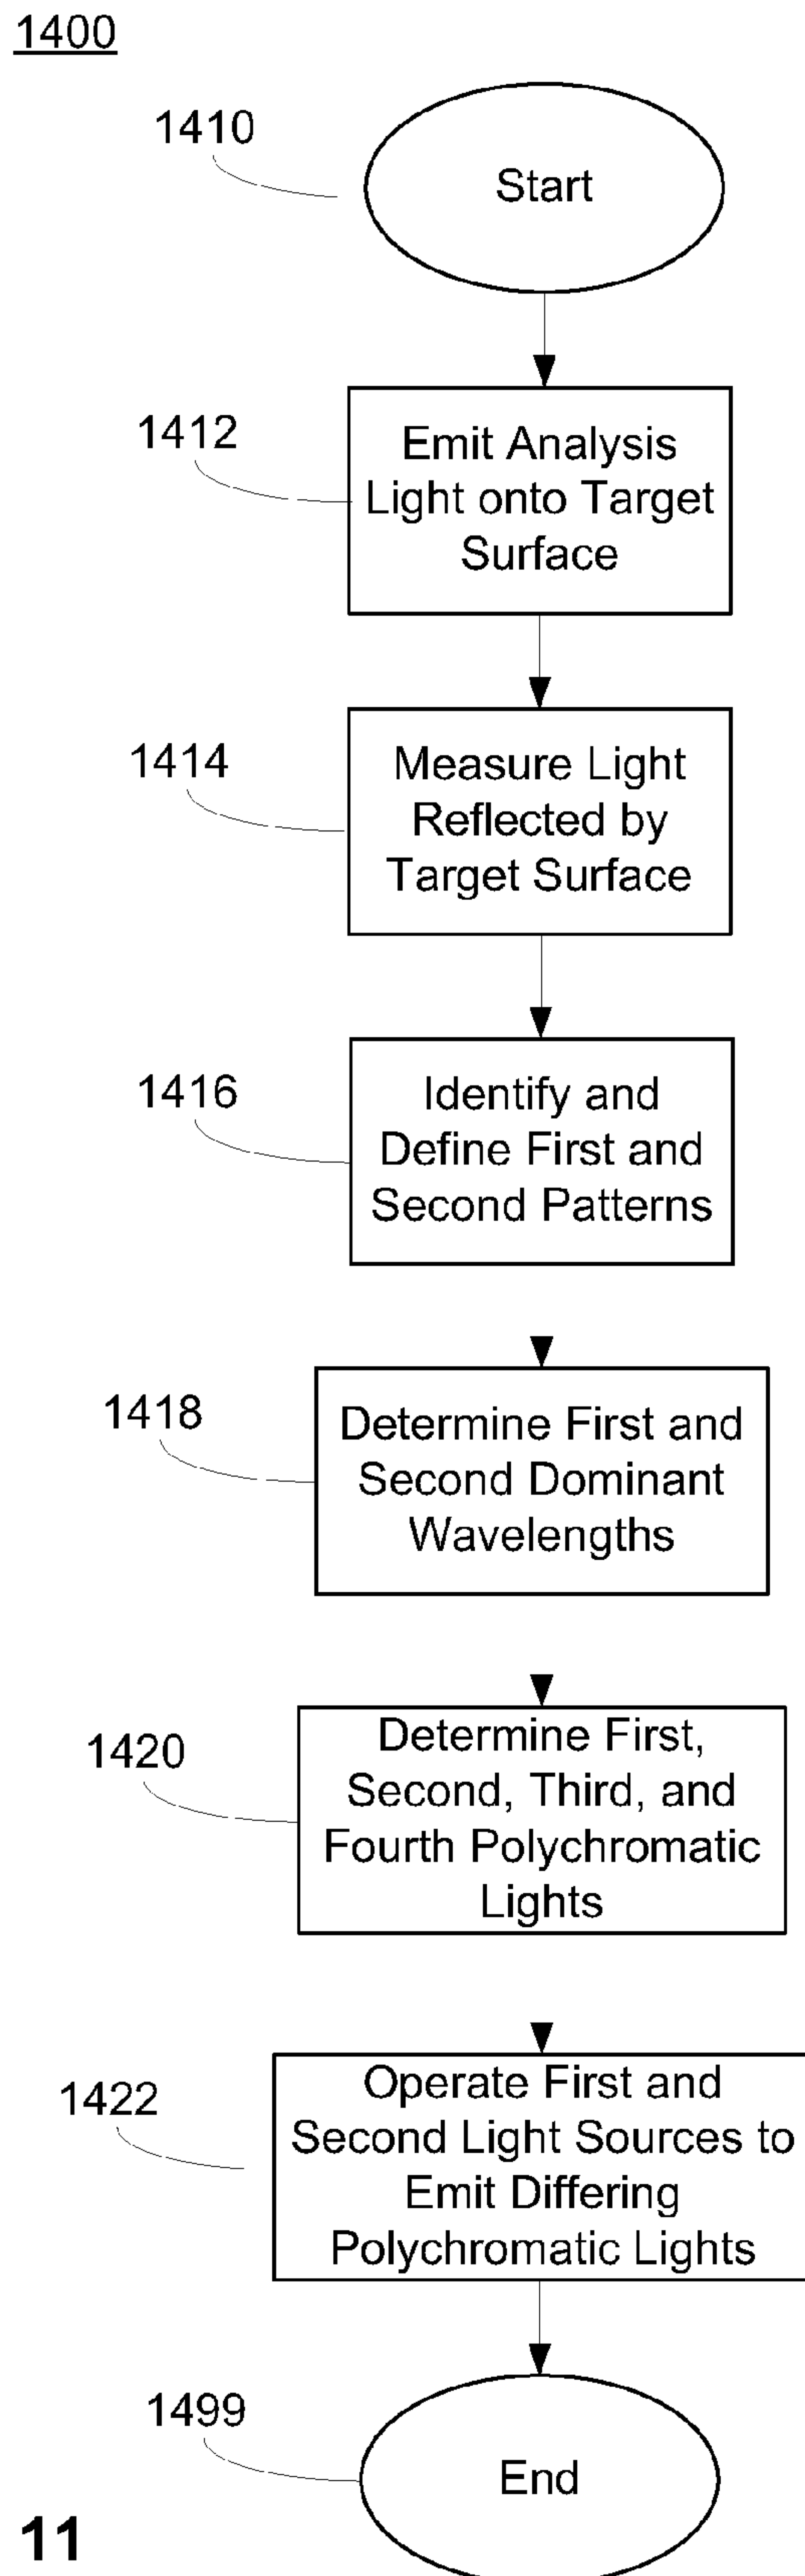 1400
1410
Start
1412
Emit Analysis
Light onto Target
Surface
1414
Measure Light
Reflected by
Target Surface
1416
Identify and
Define First and
Second Patterns
1418
Determine First and
Second Dominant
Wavelengths
1420
Determine First,
Second, Third, and
Fourth Polychromatic
Lights
1422
Operate First and
Second Light Sources to
Emit Differing
Polychromatic Lights
1499
End
11